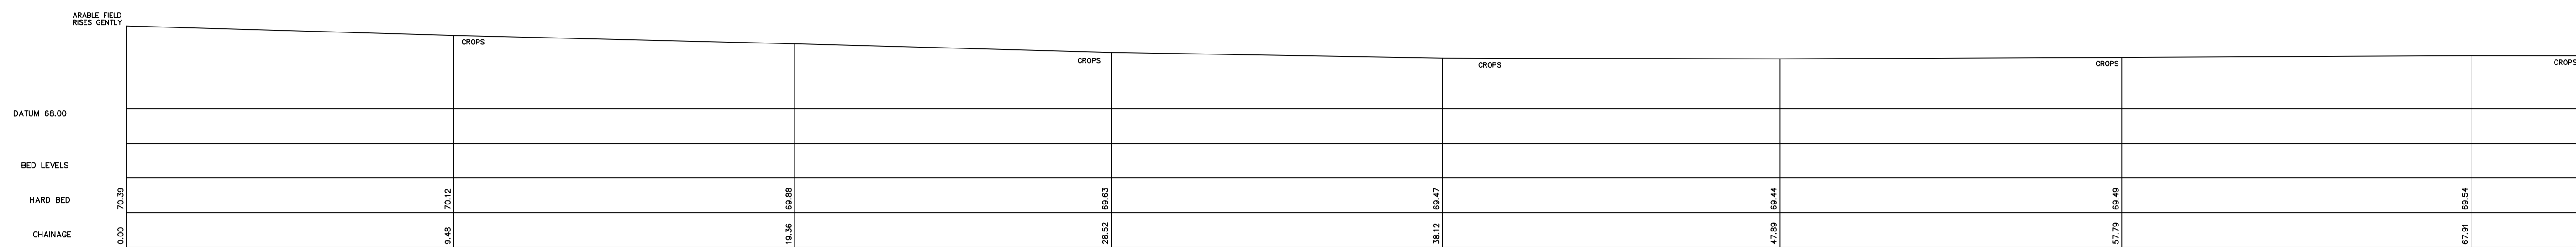 ARABLE FIELD
RISES GENTLY
CROPS
CROPS
CROPS
CROPS
CROPS
DATUM 68.00
BED LEVELS
HARD BED 70.39 70.12 69.88 69.63 69.47 69.44 69.49 69.54
CHAINAGE 0.00 9.48 19.36 28.52 38.12 47.89 57.79 67.91